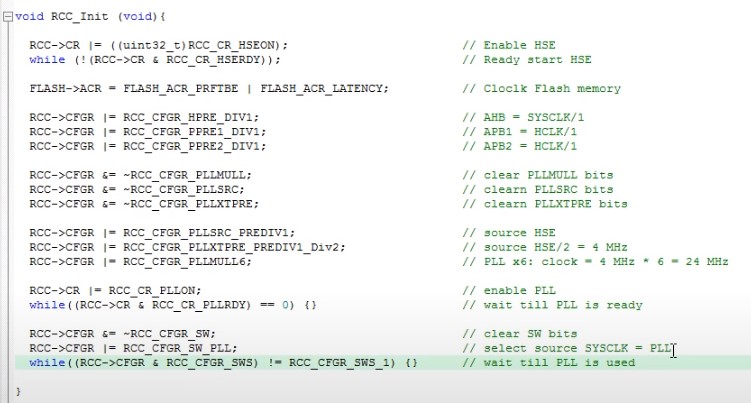 void RCC_Init (void){
RCC->CR |= ((uint32_t)RCC_CR_HSEON); // Enable HSE
while (!(RCC->CR & RCC_CR_HSERDY)); // Ready start HSE
FLASH->ACR = FLASH_ACR_PRFTBE | FLASH_ACR_LATENCY; // Cloclk Flash memory
RCC->CFGR |= RCC_CFGR_HPRE_DIV1; // AHB = SYSCLK/1
RCC->CFGR |= RCC_CFGR_PPRE1_DIV1; // APB1 = HCLK/1
RCC->CFGR |= RCC_CFGR_PPRE2_DIV1; // APB2 = HCLK/1
RCC->CFGR &= ~RCC_CFGR_PLLMULL; // clear PLLMULL bits
RCC->CFGR &= ~RCC_CFGR_PLLSRC; // clearn PLLSRC bits
RCC->CFGR &= ~RCC_CFGR_PLLXTPRE; // clearn PLLXTPRE bits
RCC->CFGR |= RCC_CFGR_PLLSRC_PREDIV1; // source HSE
RCC->CFGR |= RCC_CFGR_PLLXTPRE_PREDIV1_Div2; // source HSE/2 = 4 MHz
RCC->CFGR |= RCC_CFGR_PLLMULL6; // PLL x6: clock = 4 MHz * 6 = 24 MHz
RCC->CR |= RCC_CR_PLLON; // enable PLL
while((RCC->CR & RCC_CR_PLLRDY) == 0) {} // wait till PLL is ready
RCC->CFGR &= ~RCC_CFGR_SW; // clear SW bits
RCC->CFGR |= RCC_CFGR_SW_PLL; // select source SYSCLK = PLL
while((RCC->CFGR & RCC_CFGR_SWS) != RCC_CFGR_SWS_1) {} // wait till PLL is used
}